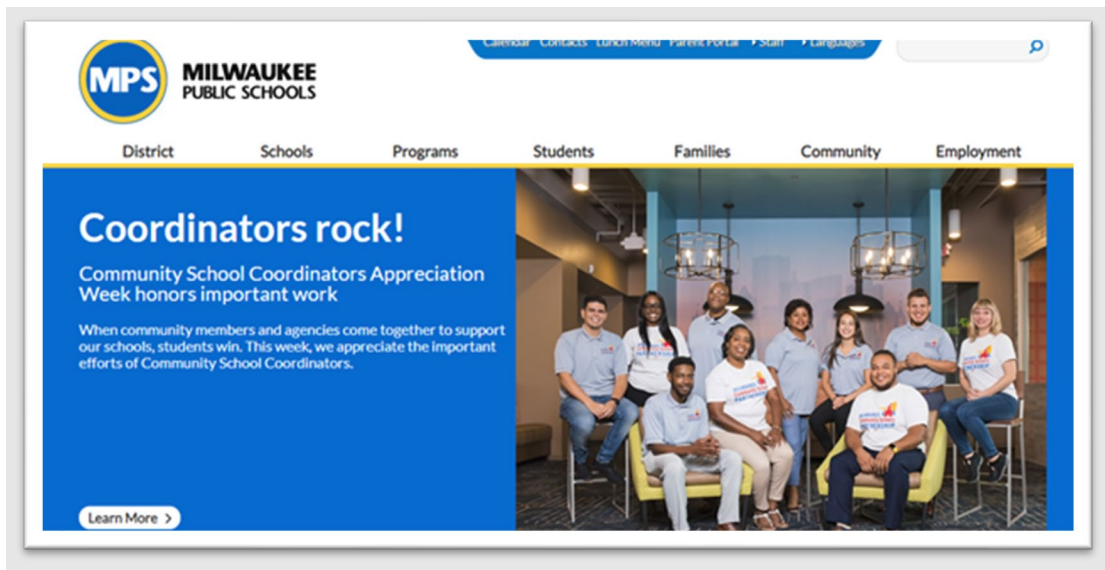 Calendar Contacts Lunch Menu Parent Portal Staff Languages
MPS
MILWAUKEE
PUBLIC SCHOOLS
District Schools Programs Students Families Community Employment
Coordinators rock!
Community School Coordinators Appreciation
Week honors important work
When community members and agencies come together to support
our schools, students win. This week, we appreciate the important
efforts of Community School Coordinators.
Learn More >